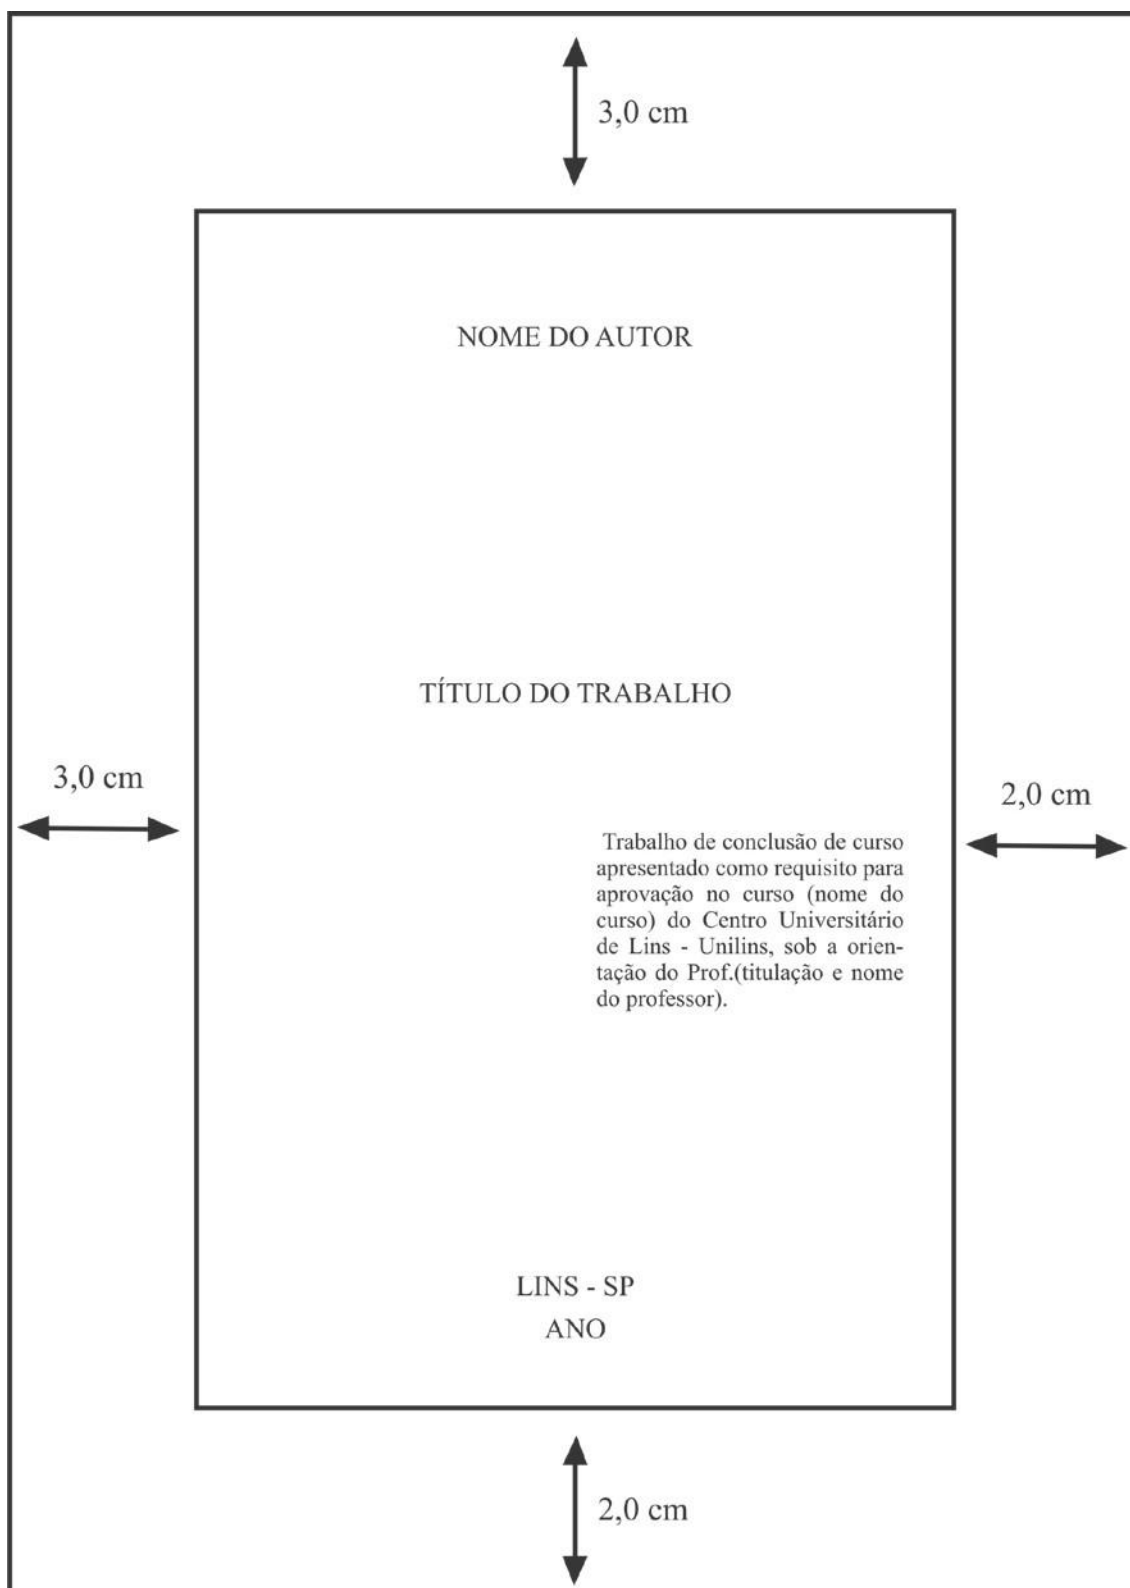 3,0 cm
NOME DO AUTOR
TÍTULO DO TRABALHO
3,0 cm
2,0 cm
Trabalho de conclusão de curso
apresentado como requisito para
aprovação no curso (nome do
curso) do Centro Universitário
de Lins - Unilins, sob a orien-
tação do Prof.(titulação e nome
do professor).
LINS - SP
ANO
2,0 cm